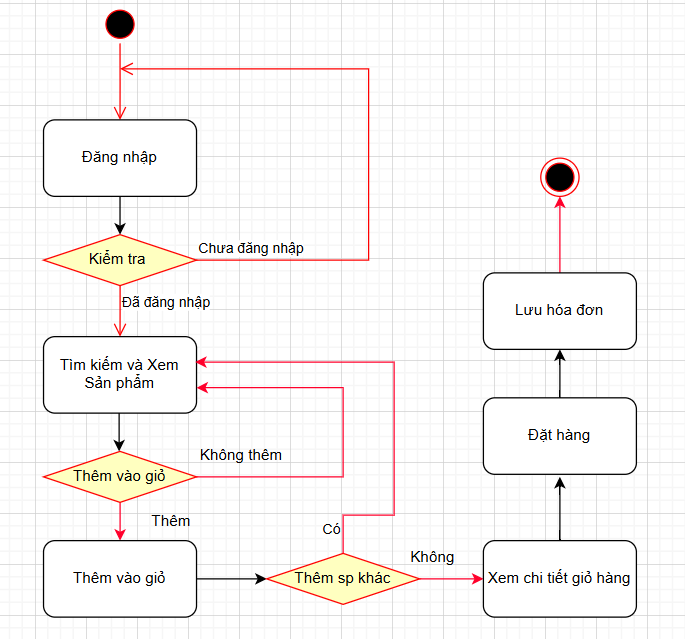 Đăng nhập
Kiểm tra
Chưa đăng nhập
Đã đăng nhập
Tìm kiếm và Xem
Sản phẩm
Thêm vào giỏ
Không thêm
Thêm
Thêm vào giỏ
Thêm sp khác
Có
Không
Xem chi tiết giỏ hàng
Đặt hàng
Lưu hóa đơn